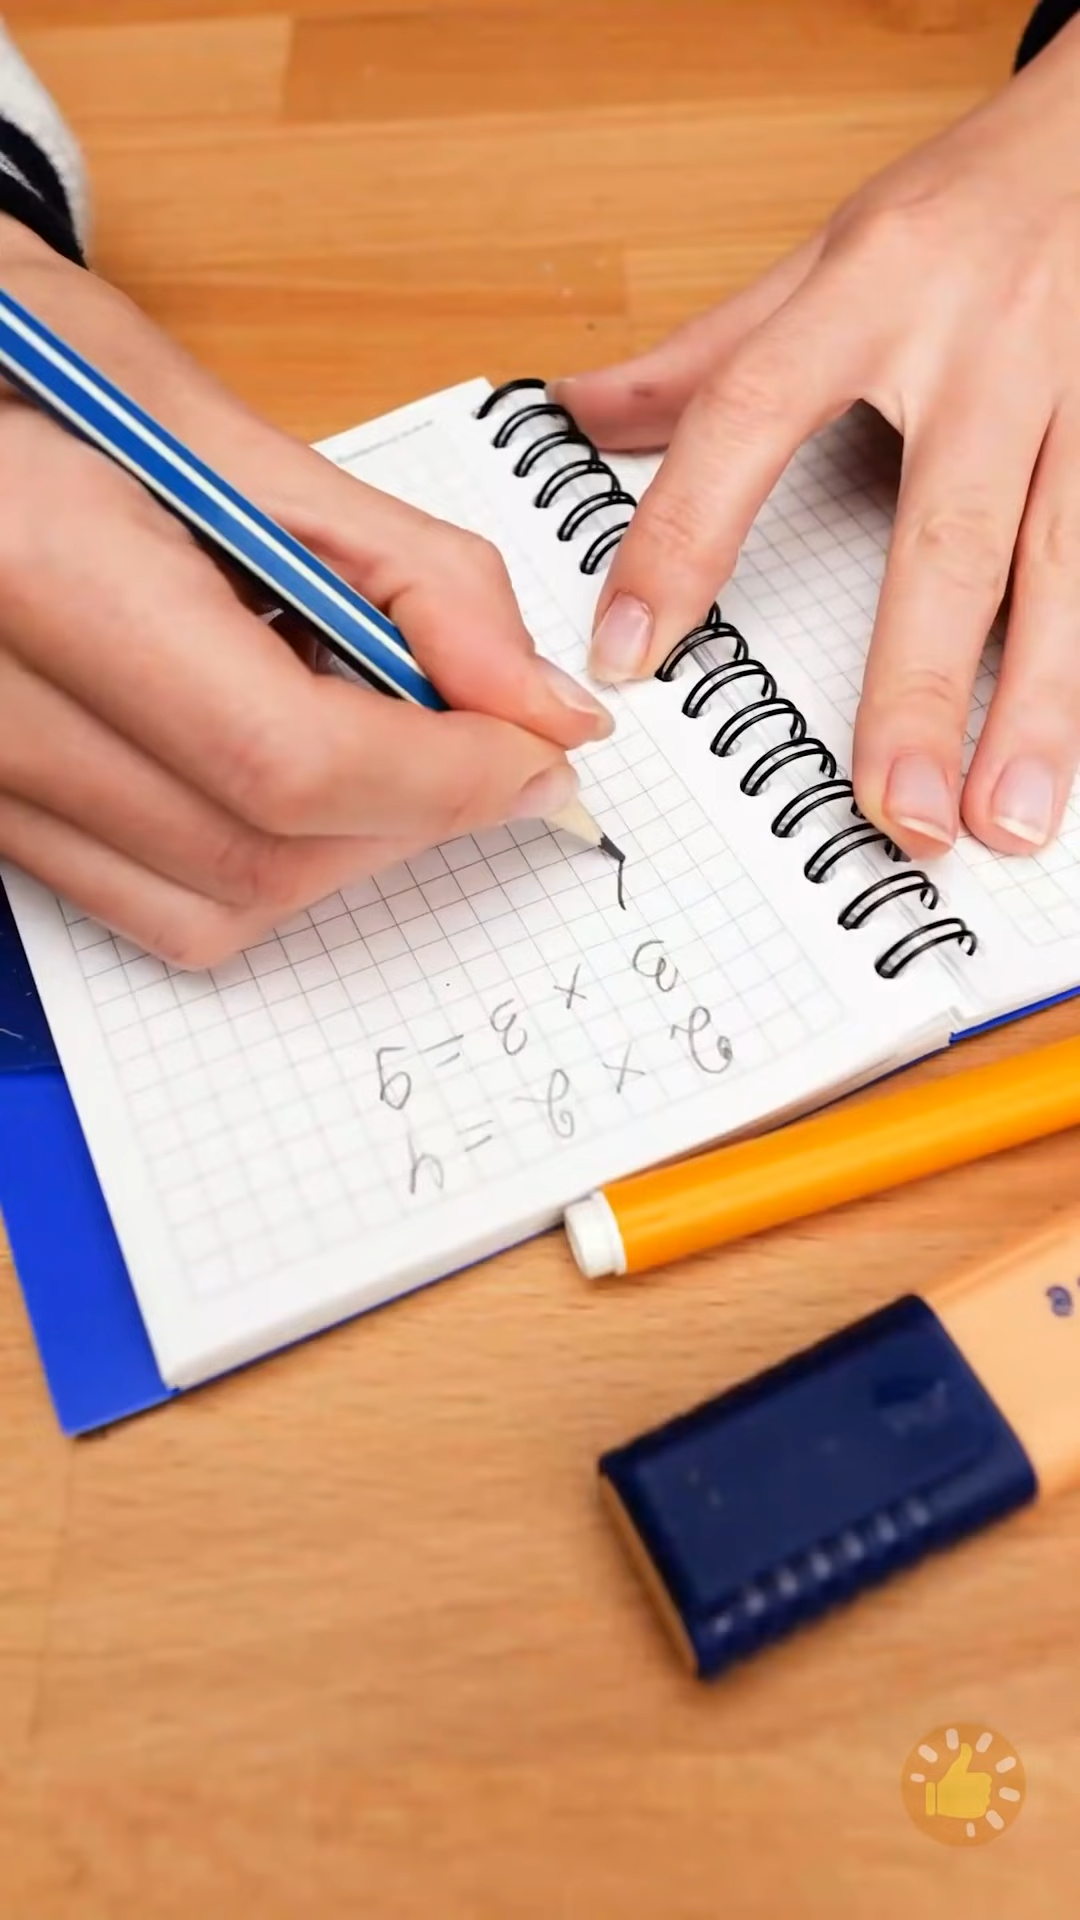 2 x 2 = 4
3 x 3 = 9